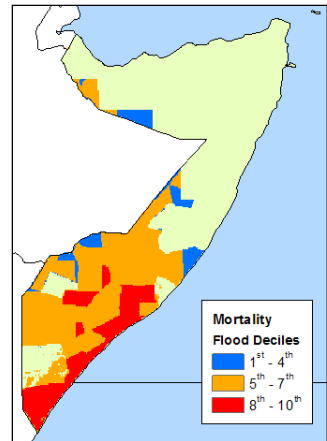 Mortality
Flood Deciles
1st - 4th
5th - 7th
8th - 10th